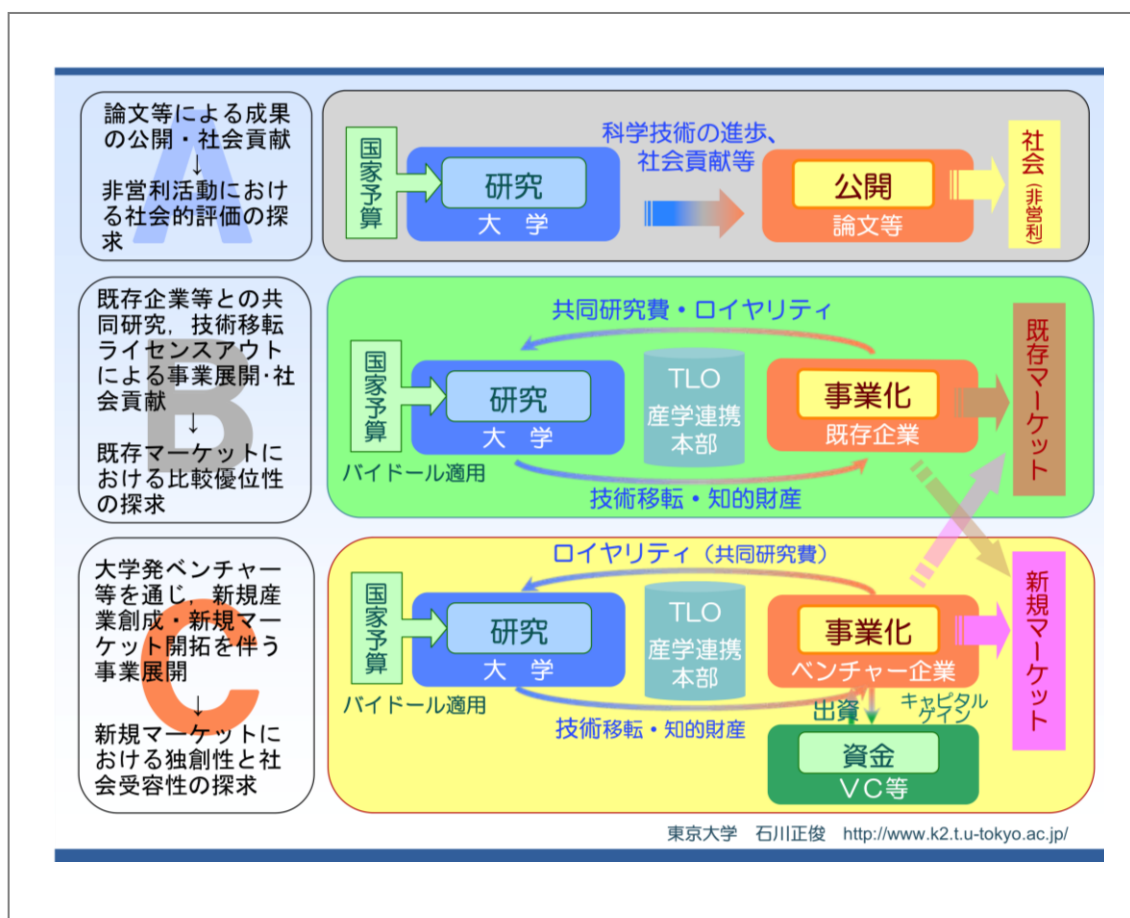 論文等による成果
の公開・社会貢献
↓
非営利活動におけ
る社会的評価の探
求
A
国家予算
研究
大　学
科学技術の進歩、
社会貢献等
公開
論文等
社会(非営利)
既存企業等との共
同研究，技術移転
ライセンスアウト
による事業展開・社
会貢献
↓
既存マーケットに
おける比較優位性
の探求
B
共同研究費・ロイヤリティ
国家予算
研究
大　学
バイドール適用
TLO
産学連携
本部
事業化
既存企業
技術移転・知的財産
既存マーケット
大学発ベンチャー
等を通じ，新規産
業創成・新規マー
ケット開拓を伴う
事業展開
↓
新規マーケットに
おける独創性と社
会受容性の探求
C
ロイヤリティ（共同研究費）
国家予算
研究
大　学
バイドール適用
TLO
産学連携
本部
事業化
ベンチャー企業
技術移転・知的財産
出資
キャピタル
ゲイン
資金
ＶＣ等
新規マーケット
東京大学　石川正俊　http://www.k2.t.u-tokyo.ac.jp/